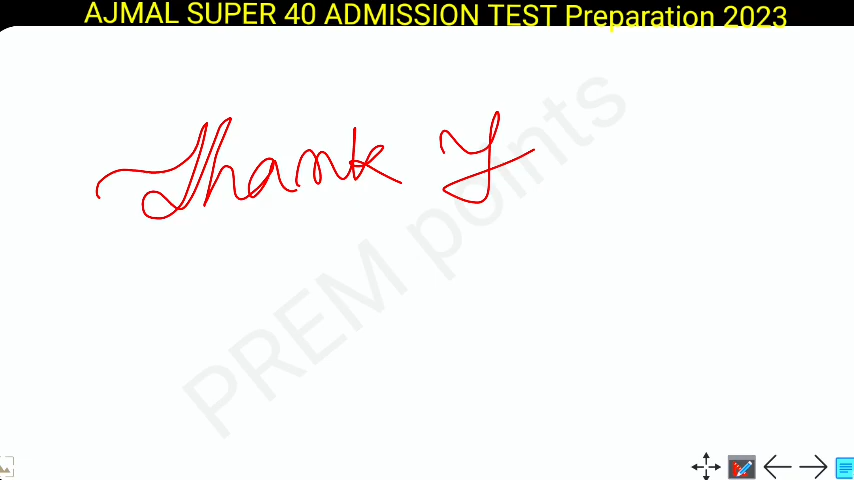 AJMAL SUPER 40 ADMISSION TEST Preparation 2023
Thank Y
PREM points